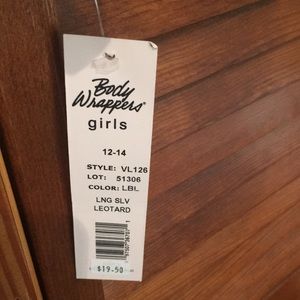 Body
Wrappers®
girls
12-14
STYLE: VL126
LOT: 51306
COLOR: LBL
LNG SLV
LEOTARD
$19.50